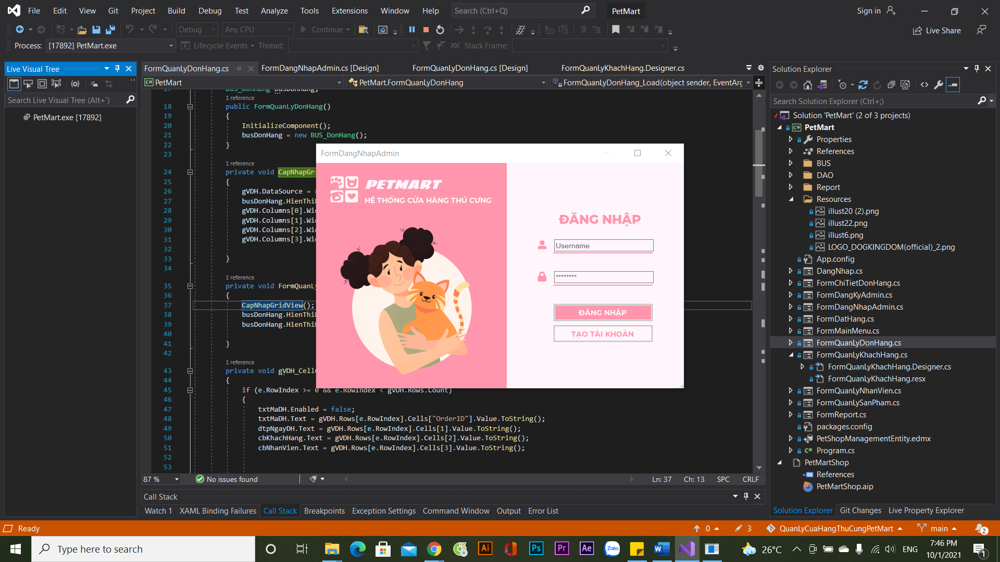 File Edit View Git Project Build Debug Test Analyze Tools Extensions Window Help Search (Ctrl+Q) PetMart Sign in
Debug Any CPU Continue Live Share
Process: [17892] PetMart.exe Lifecycle Events Thread: Stack Frame:
Live Visual Tree
Search Live Visual Tree (Alt+`)
PetMart.exe [17892]
FormQuanLyDonHang.cs FormDangNhapAdmin.cs [Design] FormQuanLyDonHang.cs [Design] FormQuanLyKhachHang.Designer.cs
PetMart PetMart.FormQuanLyDonHang FormQuanLyDonHang_Load(object sender, EventArg
17 BUS_DonHang busDonHang;
1 reference
18 public FormQuanLyDonHang()
19 {
20 InitializeComponent();
21 busDonHang = new BUS_DonHang();
22 }
23
1 reference
24 private void CapNhapGri
25 {
26 gVDH.DataSource =
27 busDonHang.HienThi
28 gVDH.Columns[0].Wid
29 gVDH.Columns[1].Wid
30 gVDH.Columns[2].Wid
31 gVDH.Columns[3].Wid
32
33 }
34
1 reference
35 private void FormQuanLy
36 {
37 CapNhapGridView();
38 busDonHang.HienThi
39 busDonHang.HienThi
40
41 }
42
1 reference
43 private void gVDH_Cell
44 {
45 if (e.RowIndex >= 0 && e.RowIndex < gVDH.Rows.Count)
46 {
47 txtMaDH.Enabled = false;
48 txtMaDH.Text = gVDH.Rows[e.RowIndex].Cells["OrderID"].Value.ToString();
49 dtpNgayDH.Text = gVDH.Rows[e.RowIndex].Cells[1].Value.ToString();
50 cbKhachHang.Text = gVDH.Rows[e.RowIndex].Cells[2].Value.ToString();
51 cbNhanVien.Text = gVDH.Rows[e.RowIndex].Cells[3].Value.ToString();
52
53
87 % No issues found Ln: 37 Ch: 13 SPC CRLF
FormDangNhapAdmin
PETMART
HỆ THỐNG CỬA HÀNG THÚ CƯNG
ĐĂNG NHẬP
Username
********
ĐĂNG NHẬP
TẠO TÀI KHOẢN
Call Stack
Watch 1 XAML Binding Failures Call Stack Breakpoints Exception Settings Command Window Output Error List
Solution Explorer
Search Solution Explorer (Ctrl+;)
Solution 'PetMart' (2 of 3 projects)
PetMart
Properties
References
BUS
DAO
Report
Resources
illust20 (2).png
illust22.png
illust6.png
LOGO_DOGKINGDOM(official)_2.png
App.config
DangNhap.cs
FormChiTietDonHang.cs
FormDangKyAdmin.cs
FormDangNhapAdmin.cs
FormDatHang.cs
FormMainMenu.cs
FormQuanLyDonHang.cs
FormQuanLyKhachHang.cs
FormQuanLyKhachHang.Designer.cs
FormQuanLyKhachHang.resx
FormQuanLyNhanVien.cs
FormQuanLySanPham.cs
FormReport.cs
packages.config
PetShopManagementEntity.edmx
Program.cs
PetMartShop
References
PetMartShop.aip
Solution Explorer Git Changes Live Property Explorer
Ready 0 3 QuanLyCuaHangThuCungPetMart main 2
Type here to search Ai Ps Pr Ae Zalo 26°C ENG 7:46 PM
10/1/2021 1